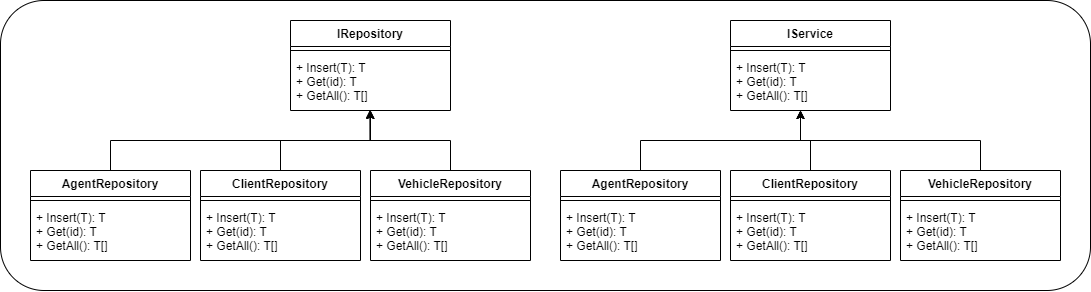 IRepository
+ Insert(T): T
+ Get(id): T
+ GetAll(): T[]
IService
+ Insert(T): T
+ Get(id): T
+ GetAll(): T[]
AgentRepository
+ Insert(T): T
+ Get(id): T
+ GetAll(): T[]
ClientRepository
+ Insert(T): T
+ Get(id): T
+ GetAll(): T[]
VehicleRepository
+ Insert(T): T
+ Get(id): T
+ GetAll(): T[]
AgentRepository
+ Insert(T): T
+ Get(id): T
+ GetAll(): T[]
ClientRepository
+ Insert(T): T
+ Get(id): T
+ GetAll(): T[]
VehicleRepository
+ Insert(T): T
+ Get(id): T
+ GetAll(): T[]